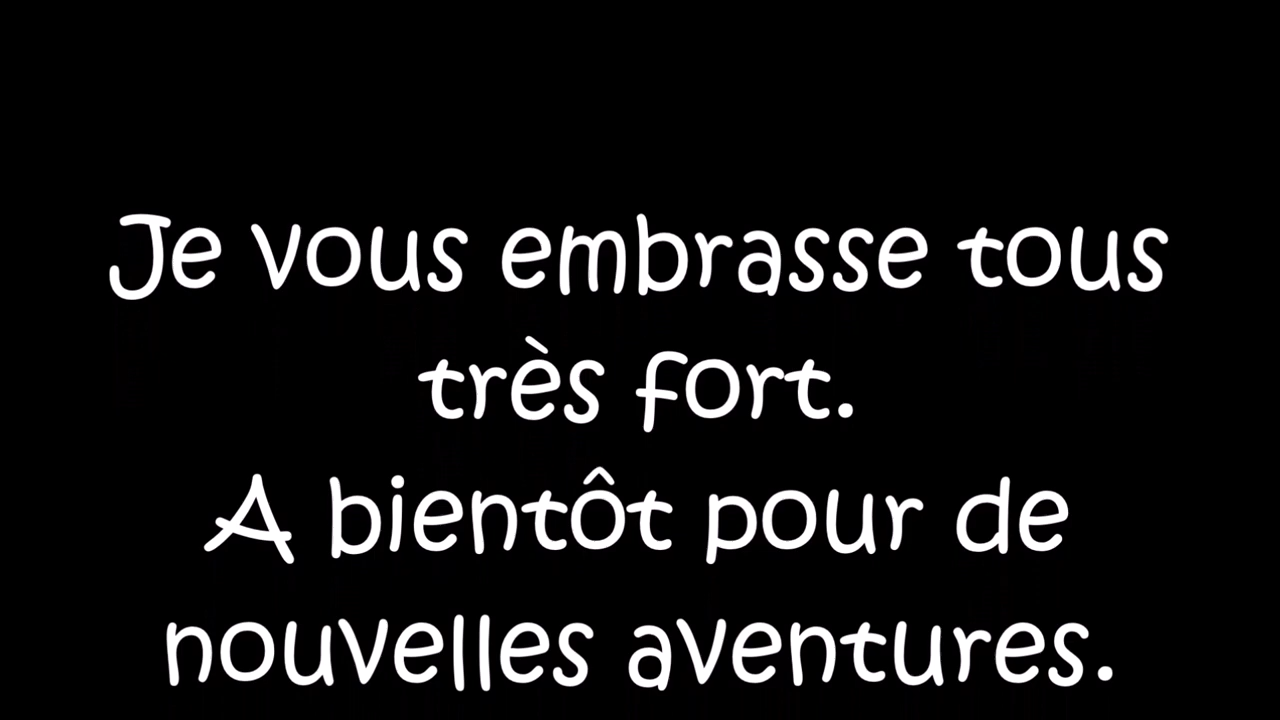 Je vous embrasse tous
très fort.
A bientôt pour de
nouvelles aventures.